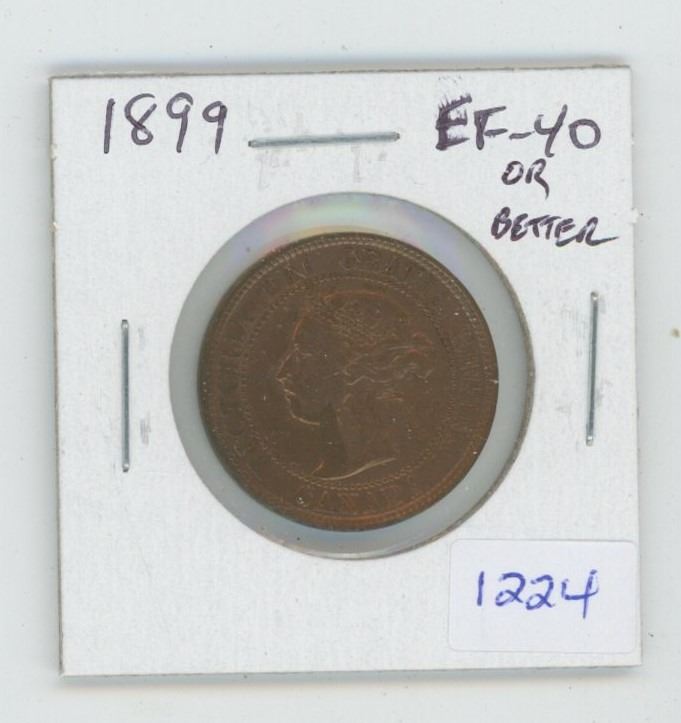 1899 EF-40
OR
BETTER
CANADA
1224